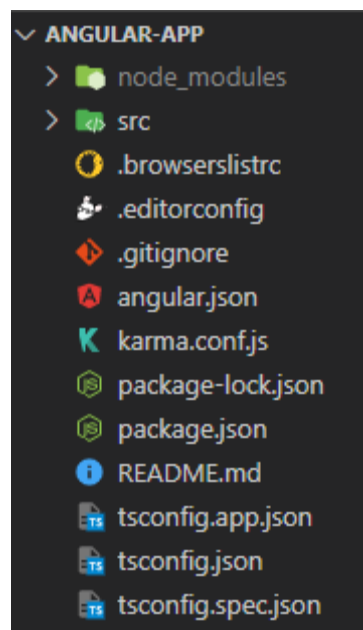 ANGULAR-APP
node_modules
src
.browserslistrc
.editorconfig
.gitignore
angular.json
karma.conf.js
package-lock.json
package.json
README.md
tsconfig.app.json
tsconfig.json
tsconfig.spec.json